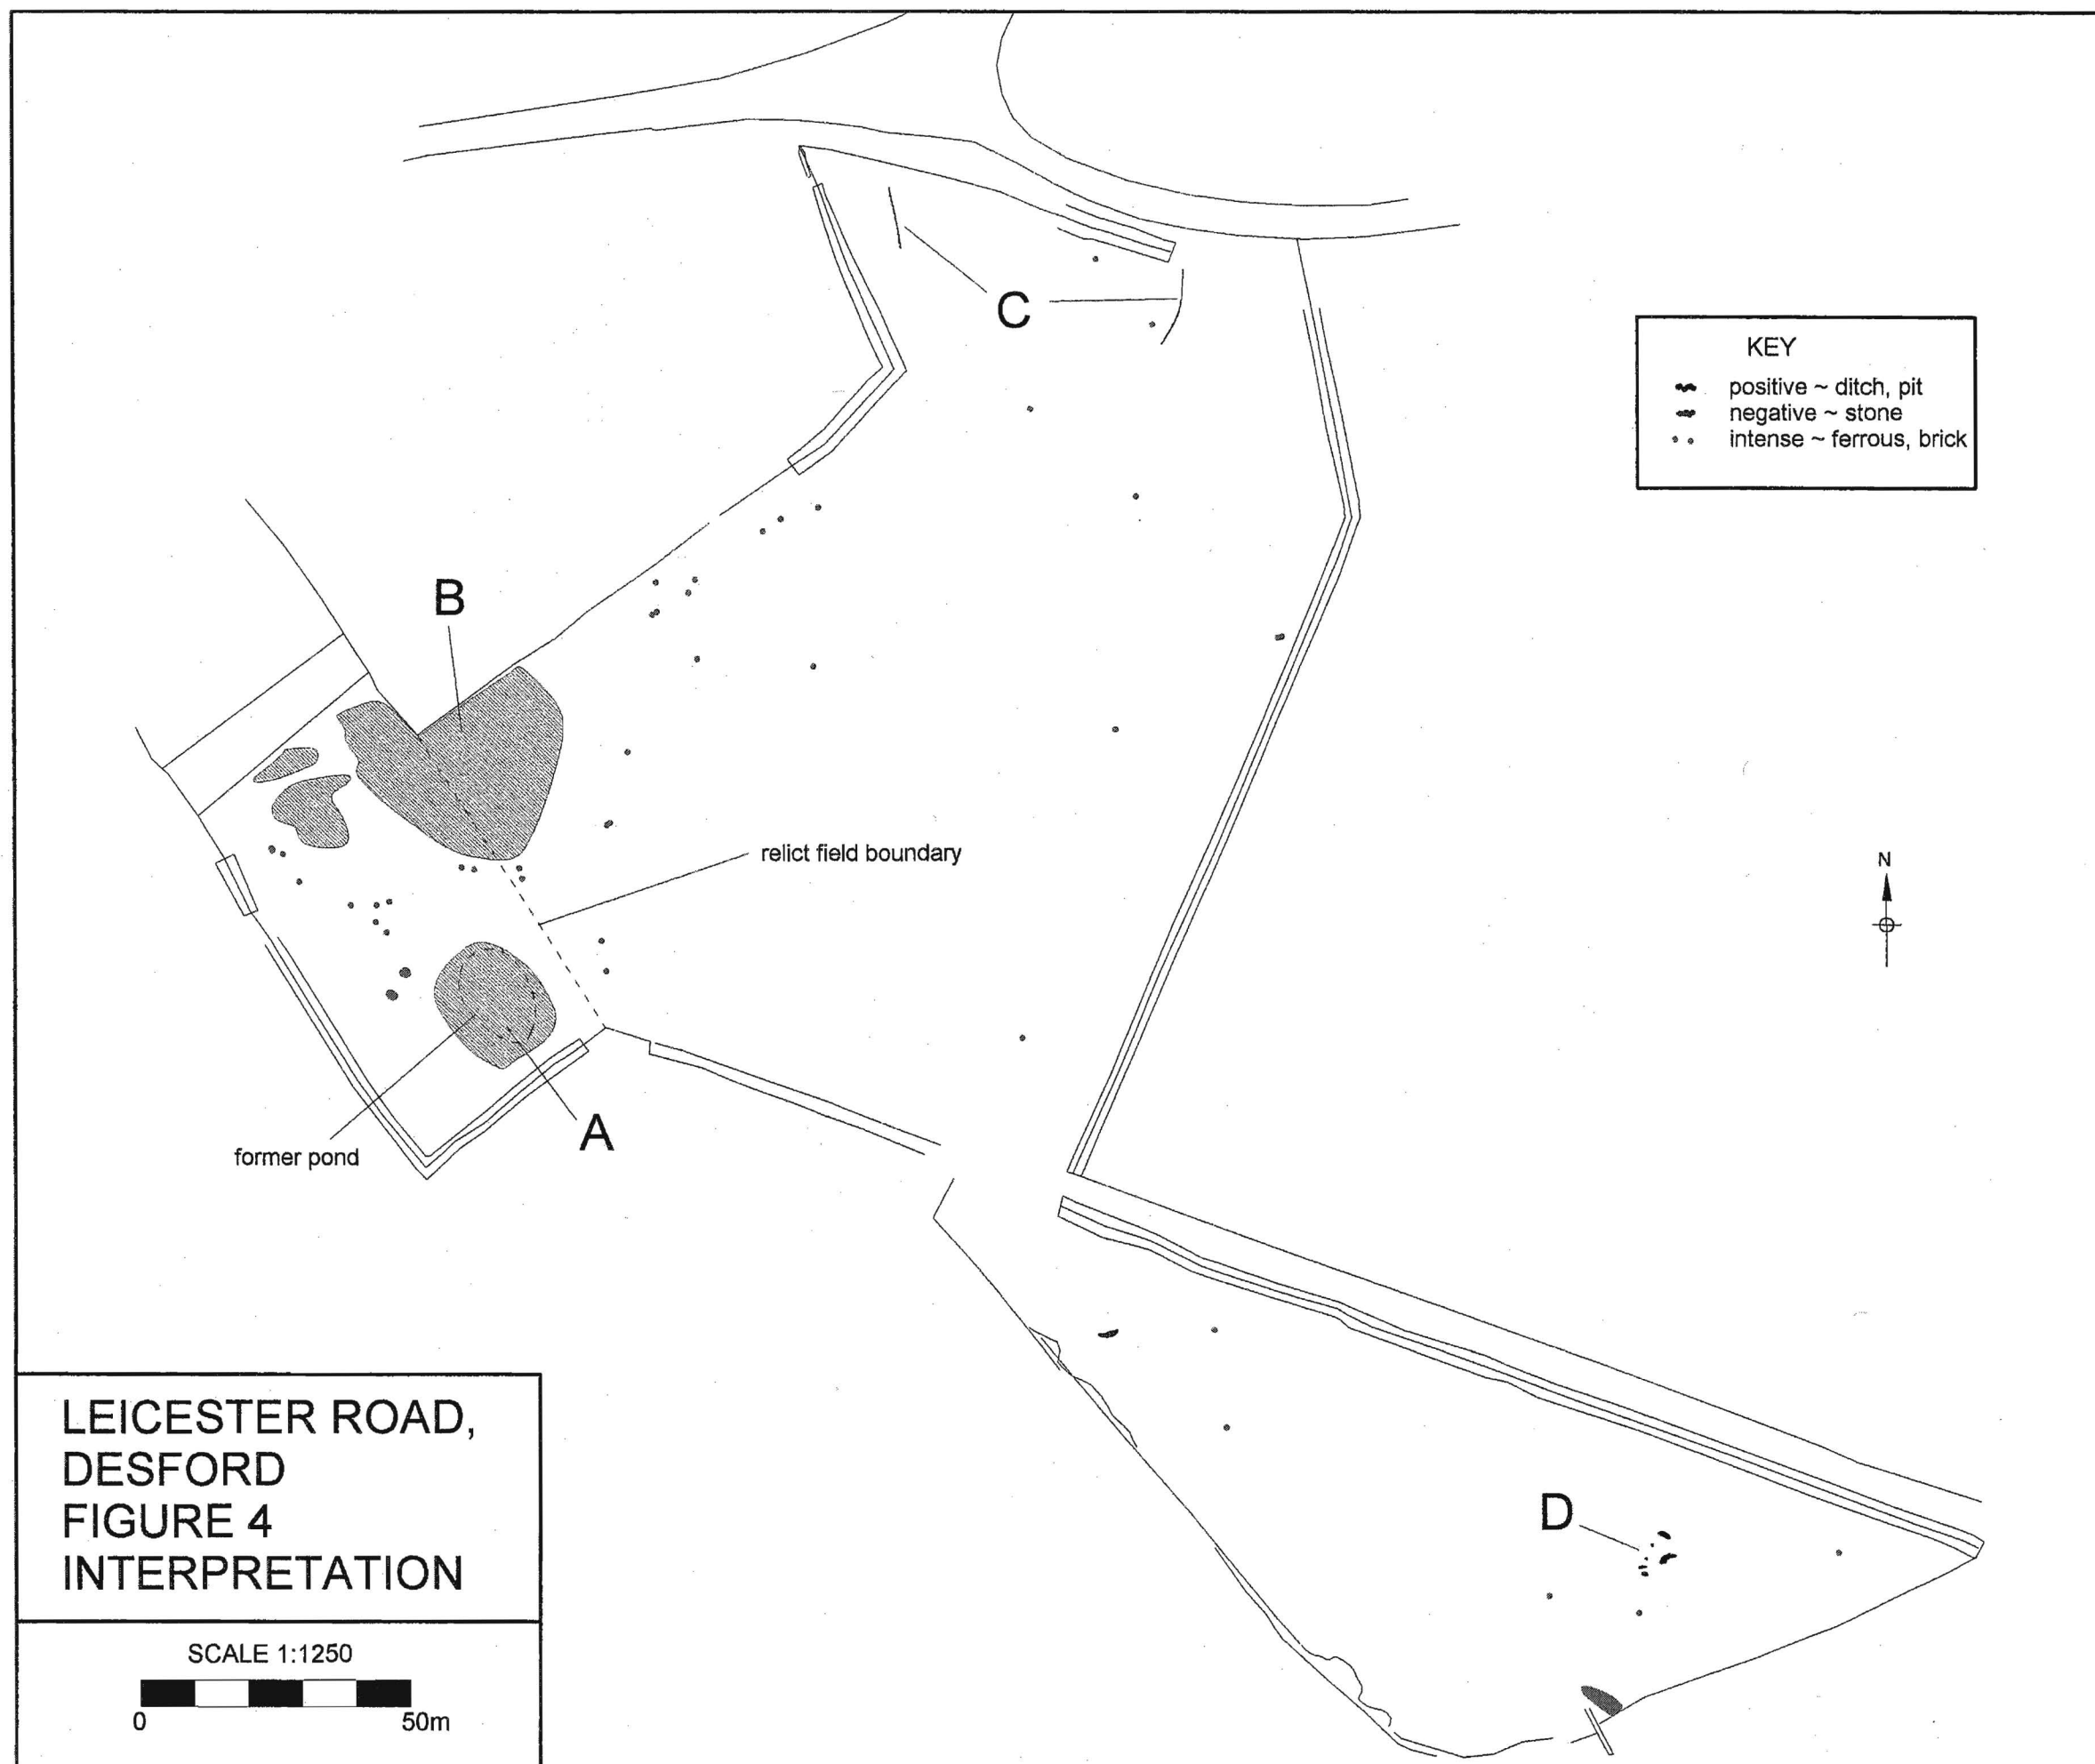 C
KEY
positive ~ ditch, pit
negative ~ stone
intense ~ ferrous, brick
B
relict field boundary
N
A
former pond
D
LEICESTER ROAD,
DESFORD
FIGURE 4
INTERPRETATION
SCALE 1:1250
0 50m